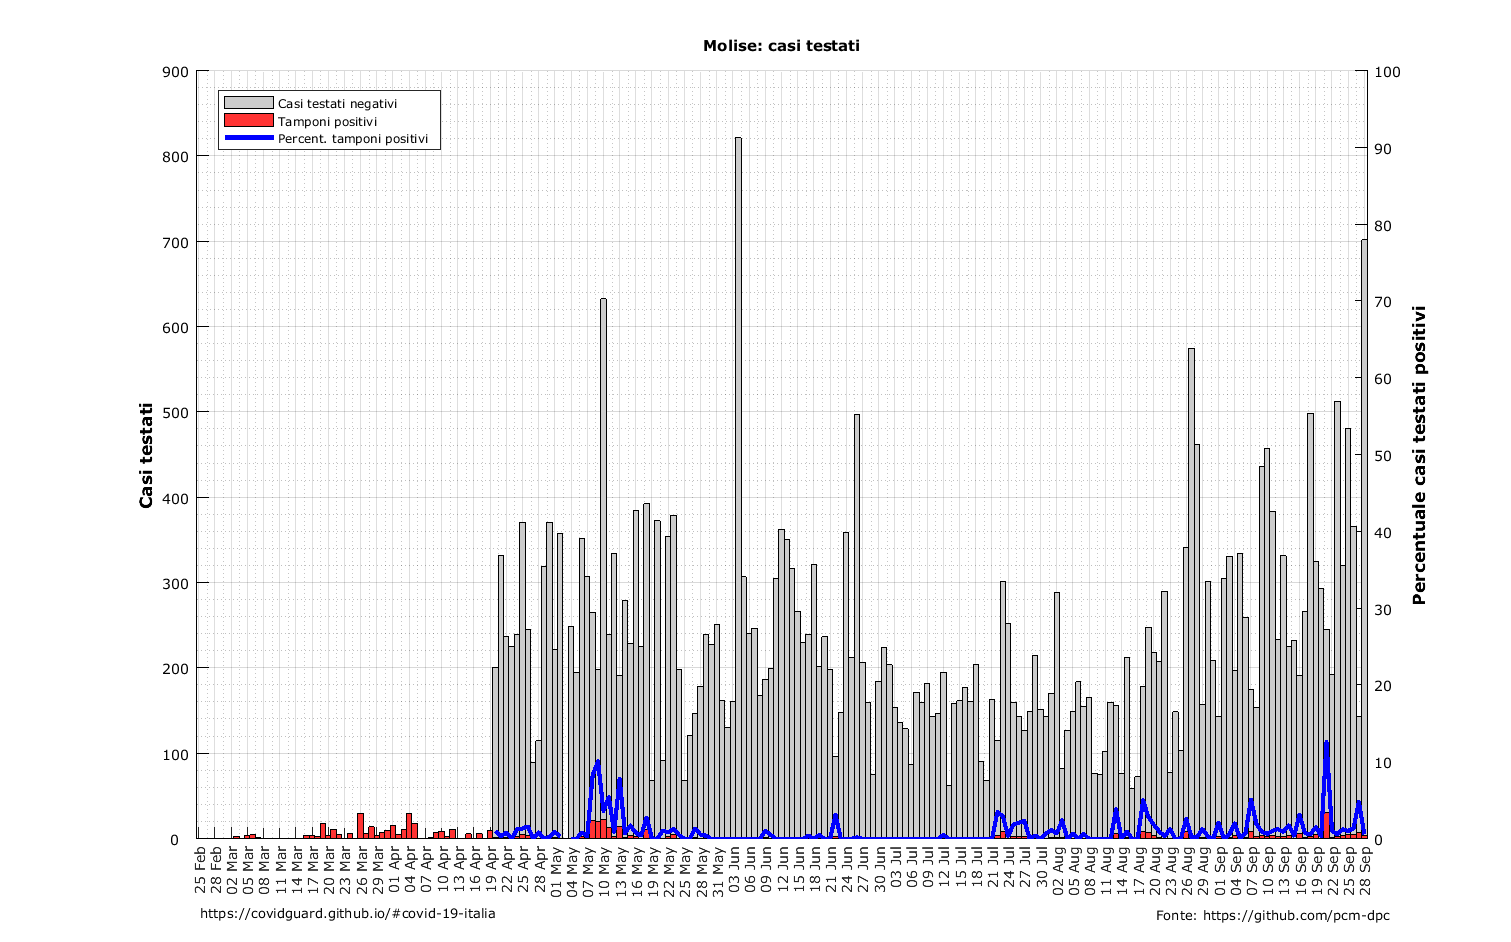 Molise: casi testati
900
800
700
600
500
400
300
200
100
0
Casi testati
Casi testati negativi
Tamponi positivi
Percent. tamponi positivi
100
90
80
70
60
50
40
30
20
10
0
Percentuale casi testati positivi
25 Feb
28 Feb
02 Mar
05 Mar
08 Mar
11 Mar
14 Mar
17 Mar
20 Mar
23 Mar
26 Mar
29 Mar
01 Apr
04 Apr
07 Apr
10 Apr
13 Apr
16 Apr
19 Apr
22 Apr
25 Apr
28 Apr
01 May
04 May
07 May
10 May
13 May
16 May
19 May
22 May
25 May
28 May
31 May
03 Jun
06 Jun
09 Jun
12 Jun
15 Jun
18 Jun
21 Jun
24 Jun
27 Jun
30 Jun
03 Jul
06 Jul
09 Jul
12 Jul
15 Jul
18 Jul
21 Jul
24 Jul
27 Jul
30 Jul
02 Aug
05 Aug
08 Aug
11 Aug
14 Aug
17 Aug
20 Aug
23 Aug
26 Aug
29 Aug
01 Sep
04 Sep
07 Sep
10 Sep
13 Sep
16 Sep
19 Sep
22 Sep
25 Sep
28 Sep
https://covidguard.github.io/#covid-19-italia
Fonte: https://github.com/pcm-dpc